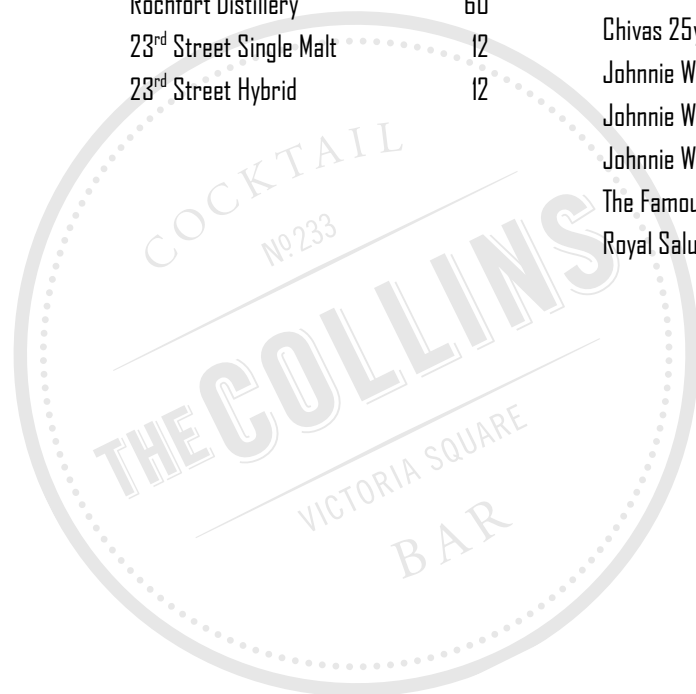 Rochfort Distillery 60
23rd Street Single Malt 12
23rd Street Hybrid 12
Chivas 25y
Johnnie W
Johnnie W
Johnnie W
The Famou
Royal Salu
COCKTAIL
Nº233
THE COLLINS
VICTORIA SQUARE
BAR